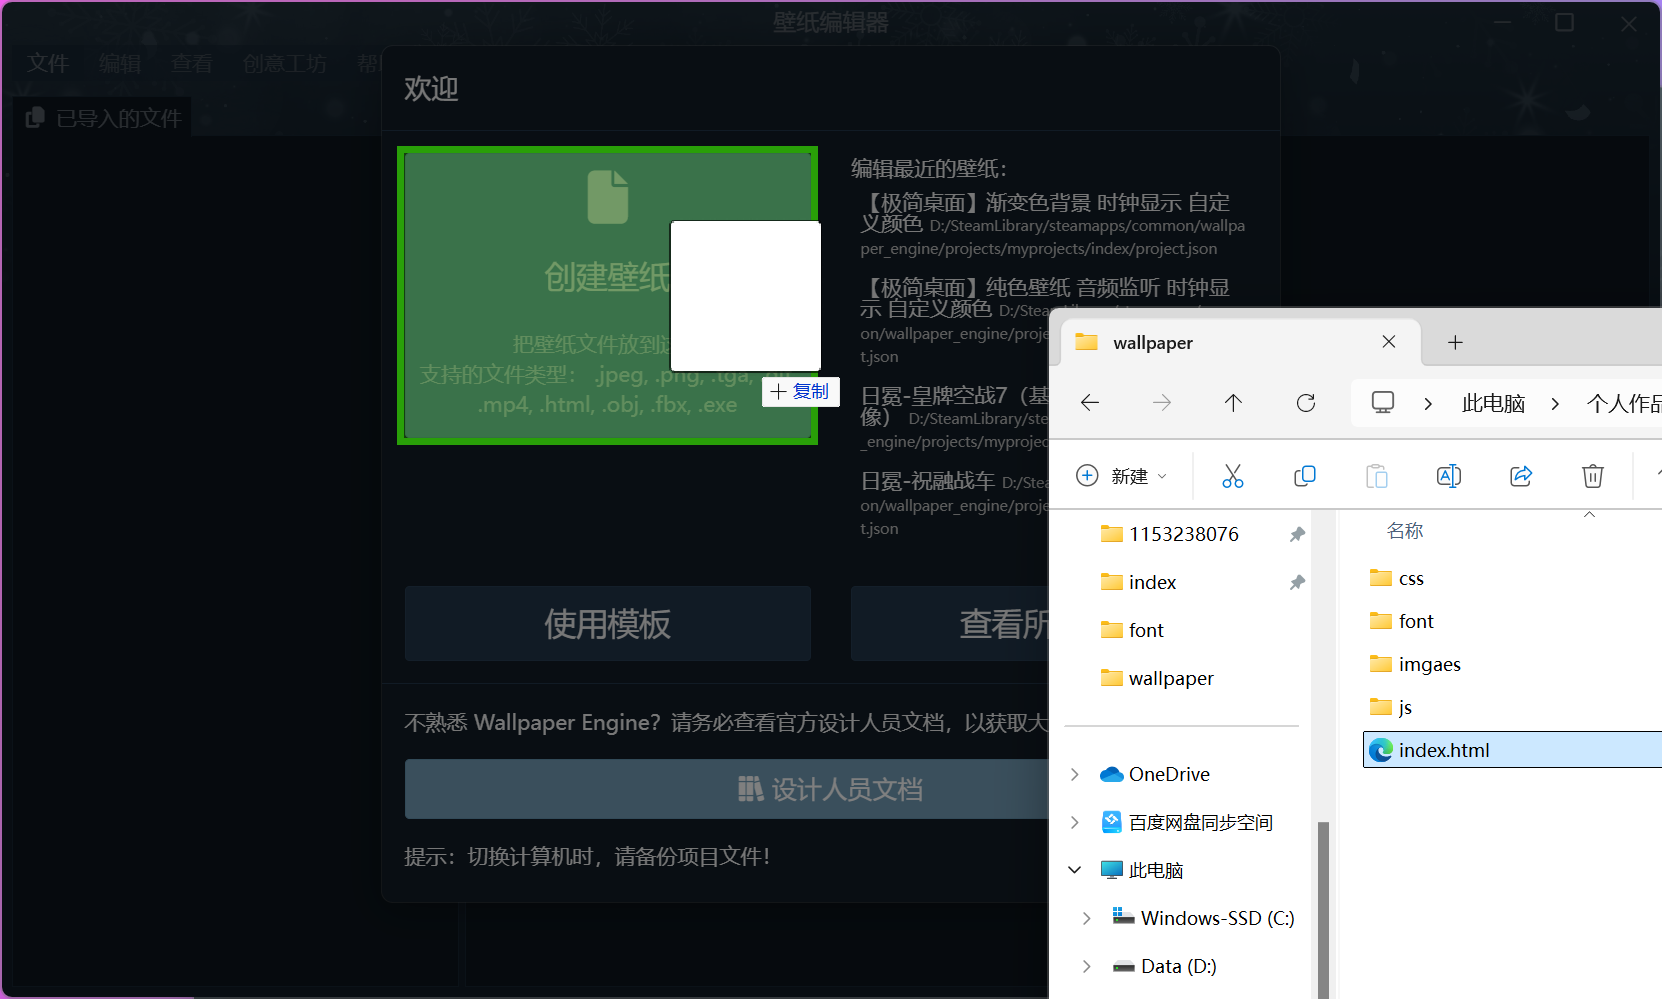 壁纸编辑器
文件 编辑 查看 创意工坊
已导入的文件
欢迎
创建壁纸
把壁纸文件放到
支持的文件类型： .jpeg, .png, .tga,
.mp4, .html, .obj, .fbx, .exe
复制
编辑最近的壁纸：
【极简桌面】渐变色背景 时钟显示 自定
义颜色 D:/SteamLibrary/steamapps/common/wallpa
per_engine/projects/myprojects/index/project.json
【极简桌面】纯色壁纸 音频监听 时钟显
示 自定义颜色 D:/Stea
on/wallpaper_engine/proje
t.json
日冕-皇牌空战7（基
像） D:/SteamLibrary/ste
_engine/projects/myprojec
日冕-祝融战车 D:/Stea
on/wallpaper_engine/proje
t.json
使用模板
查看所
不熟悉 Wallpaper Engine？请务必查看官方设计人员文档，以获取大
设计人员文档
提示：切换计算机时，请备份项目文件！
wallpaper
此电脑 个人作品
新建
1153238076
index
font
wallpaper
OneDrive
百度网盘同步空间
此电脑
Windows-SSD (C:)
Data (D:)
名称
css
font
imgaes
js
index.html